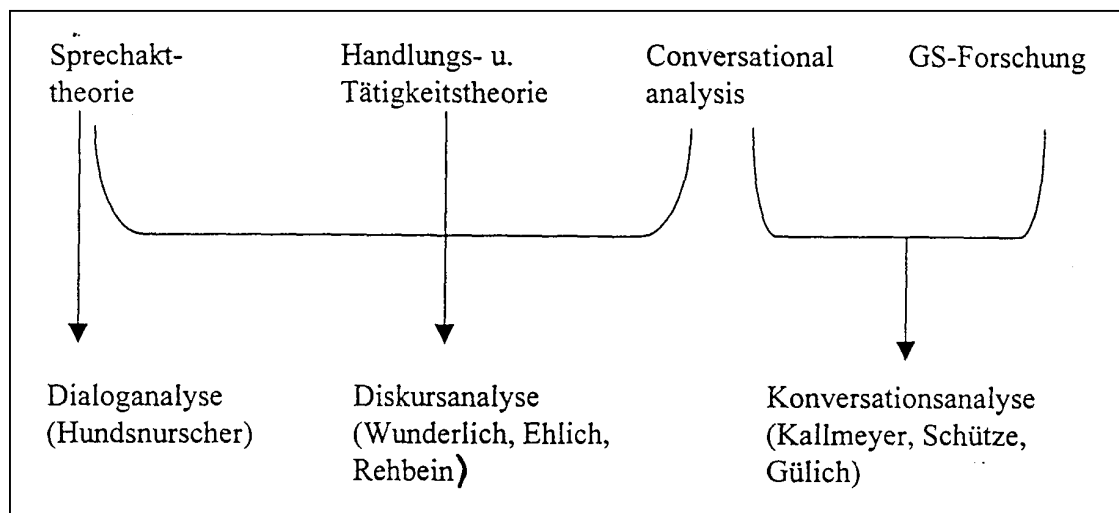 Sprechakt-
theorie
Handlungs- u.
Tätigkeitstheorie
Conversational
analysis
GS-Forschung
Dialoganalyse
(Hundsnurscher)
Diskursanalyse
(Wunderlich, Ehlich,
Rehbein)
Konversationsanalyse
(Kallmeyer, Schütze,
Gülich)